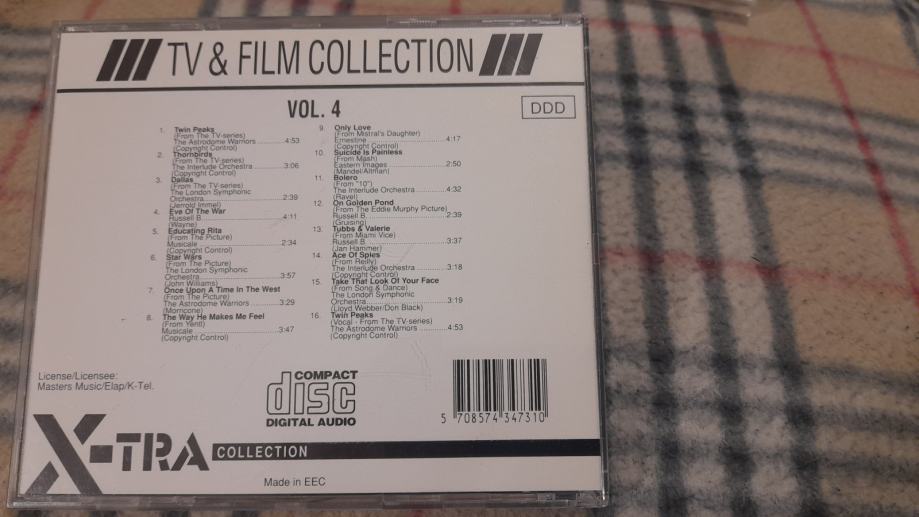 TV & FILM COLLECTION
VOL. 4
DDD
1. Twin Peaks
(From The TV-series)
The Astrodome Warriors ..........4:53
(Copyright Control)
2. Thornbirds
(From The TV-series)
The Interlude Orchestra ..........3:06
(Copyright Control)
3. Dallas
(From The TV-series)
The London Symphonic
Orchestra ..........2:39
(Jerrold Immel)
4. Eve Of The War
Russell B. ..........4:11
(Wayne)
5. Educating Rita
(From The Picture)
Musicale ..........2:34
(Copyright Control)
6. Star Wars
(From The Picture)
The London Symphonic
Orchestra ..........3:57
(John Williams)
7. Once Upon A Time In The West
(From The Picture)
The Astrodome Warriors ..........3:29
(Morricone)
8. The Way He Makes Me Feel
(From Yentl)
Musicale ..........3:47
(Copyright Control)
9. Only Love
(From Mistral's Daughter)
Ernestine ..........4:17
(Copyright Control)
10. Suicide Is Painless
(From Mash)
Eastern Images ..........2:50
(Mandel/Altman)
11. Bolero
(From "10")
The Interlude Orchestra ..........4:32
(Ravel)
12. On Golden Pond
(From The Eddie Murphy Picture)
Russell B. ..........2:39
(Gruising)
13. Tubbs & Valerie
(From Miami Vice)
Russell B. ..........3:37
(Jan Hammer)
14. Ace Of Spies
(From Reilly)
The Interlude Orchestra ..........3:18
(Copyright Control)
15. Take That Look Of Your Face
(From Song & Dance)
The London Symphonic
Orchestra ..........3:19
(Lloyd Webber/Don Black)
16. Twin Peaks
(Vocal - From The TV-series)
The Astrodome Warriors ..........4:53
(Copyright Control)
License/Licensee:
Masters Music/Elap/K-Tel.
COMPACT
disc
DIGITAL AUDIO
5 708574 347310
X-TRA COLLECTION
Made in EEC